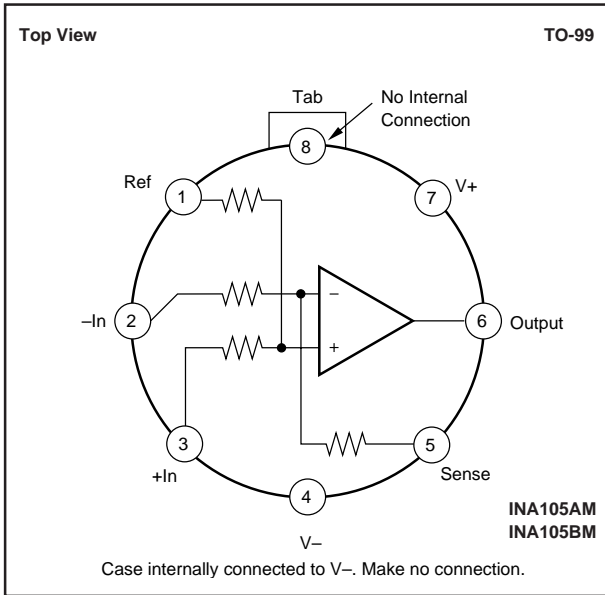 Top View
TO-99
Tab
No Internal
Connection
8
Ref
1
7
V+
–In
2
–
+
6
Output
3
+In
5
Sense
4
V–
INA105AM
INA105BM
Case internally connected to V–. Make no connection.